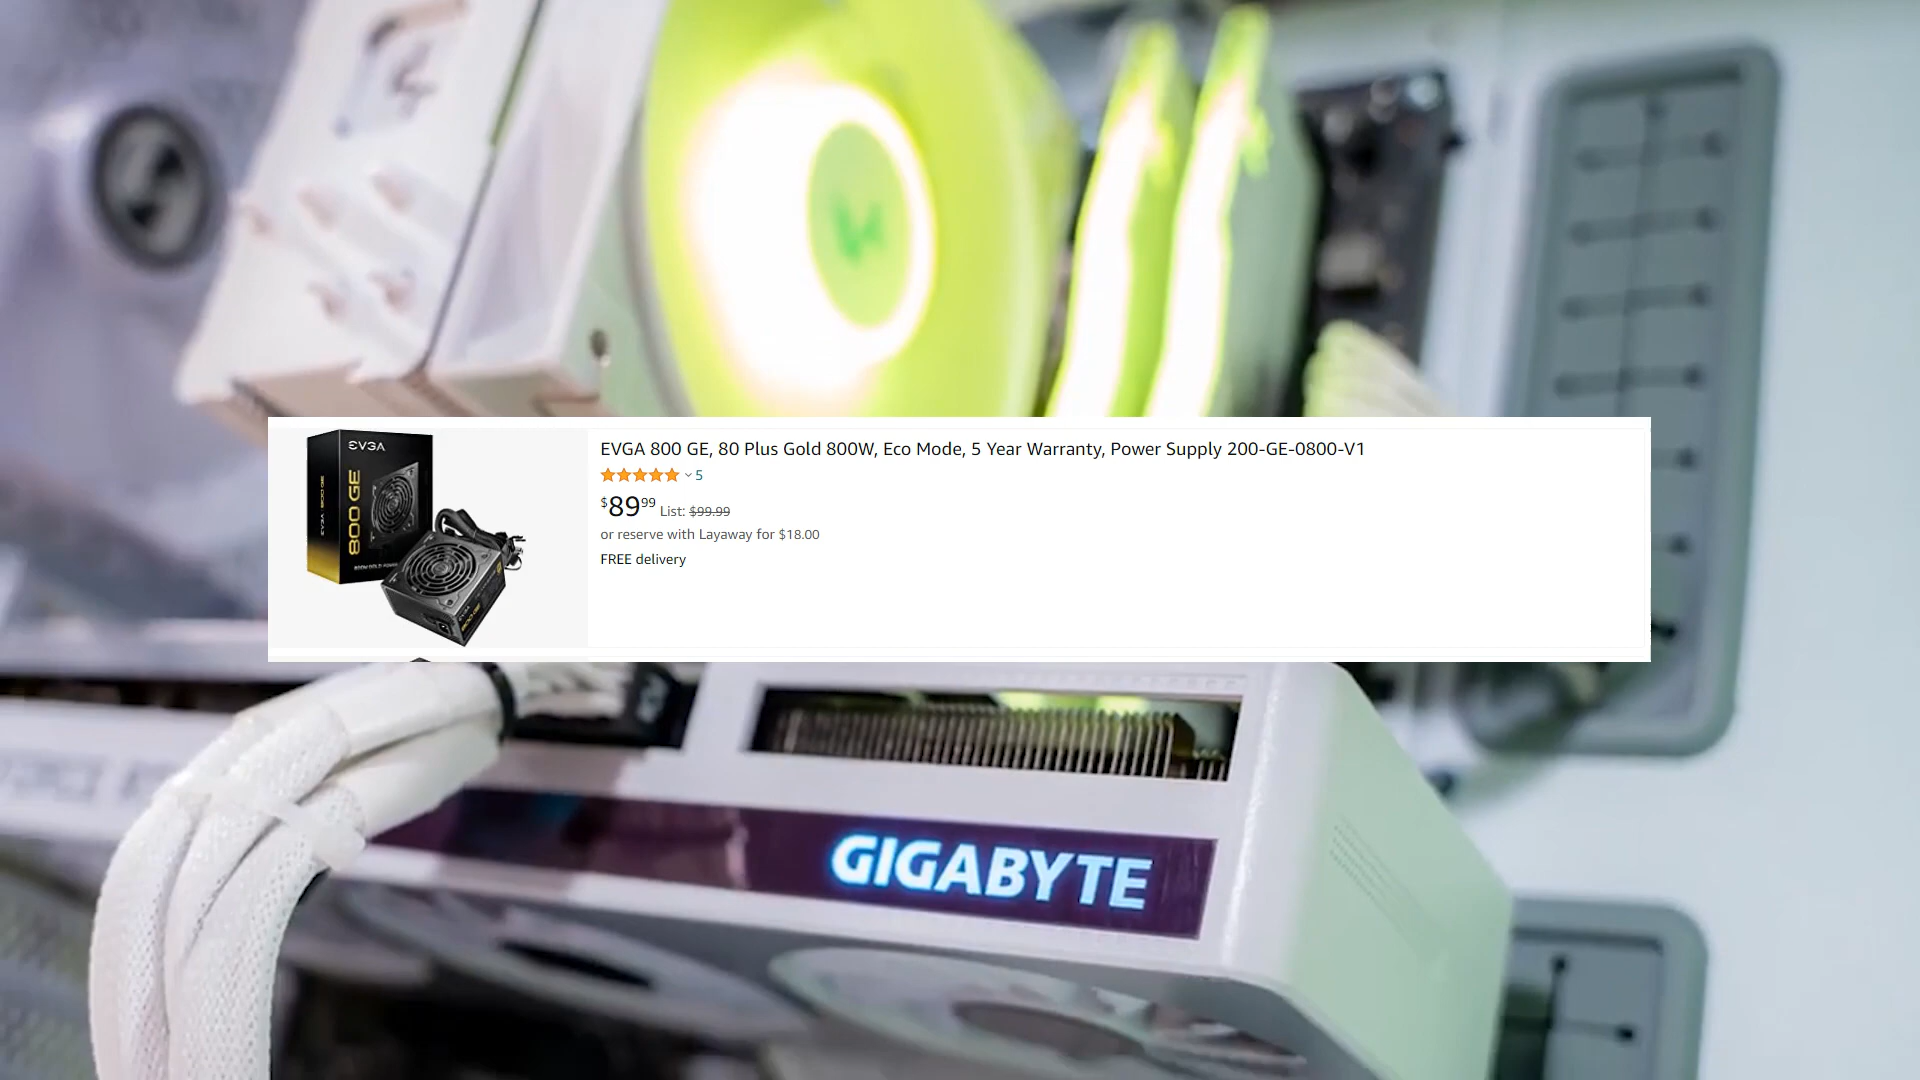 EVGA
800 GE
EVGA 800 GE, 80 Plus Gold 800W, Eco Mode, 5 Year Warranty, Power Supply 200-GE-0800-V1
5
$89.99 List: $99.99
or reserve with Layaway for $18.00
FREE delivery
GIGABYTE